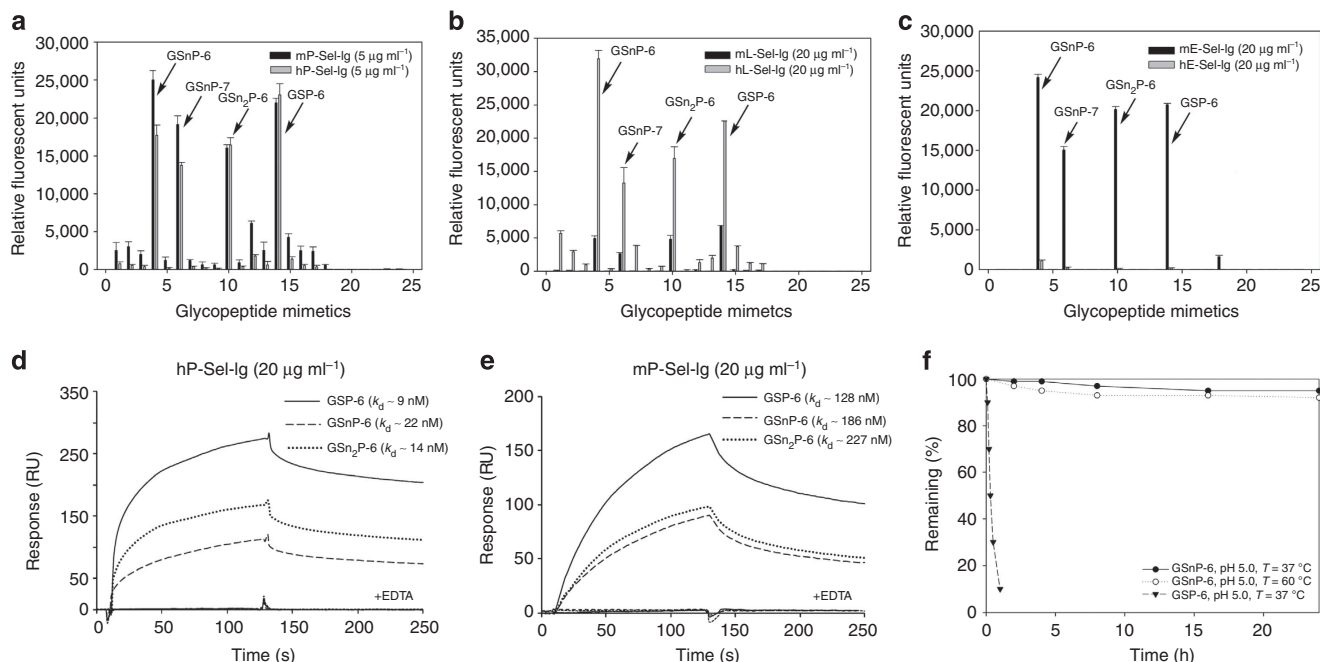 a
35,000
30,000
25,000
20,000
15,000
10,000
5,000
0
Relative fluorescent units
GSnP-6
GSnP-7
GSn₂P-6
GSP-6
mP-Sel-Ig (5 μg ml⁻¹)
hP-Sel-Ig (5 μg ml⁻¹)
0 5 10 15 20 25
Glycopeptide mimetics
b
35,000
30,000
25,000
20,000
15,000
10,000
5,000
0
Relative fluorescent units
GSnP-6
GSnP-7
GSn₂P-6
GSP-6
mL-Sel-Ig (20 μg ml⁻¹)
hL-Sel-Ig (20 μg ml⁻¹)
0 5 10 15 20 25
Glycopeptide mimetics
c
30,000
25,000
20,000
15,000
10,000
5,000
0
Relative fluorescent units
GSnP-6
GSnP-7
GSn₂P-6
GSP-6
mE-Sel-Ig (20 μg ml⁻¹)
hE-Sel-Ig (20 μg ml⁻¹)
0 5 10 15 20 25
Glycopeptide mimetics
d
hP-Sel-Ig (20 μg ml⁻¹)
350
250
150
50
0
Response (RU)
GSP-6 (kd ~ 9 nM)
GSnP-6 (kd ~ 22 nM)
GSn₂P-6 (kd ~ 14 nM)
+EDTA
0 50 100 150 200 250
Time (s)
e
mP-Sel-Ig (20 μg ml⁻¹)
200
150
100
50
0
Response (RU)
GSP-6 (kd ~ 128 nM)
GSnP-6 (kd ~ 186 nM)
GSn₂P-6 (kd ~ 227 nM)
+EDTA
0 50 100 150 200 250
Time (s)
f
100
80
60
40
20
0
Remaining (%)
GSnP-6, pH 5.0, T = 37 °C
GSnP-6, pH 5.0, T = 60 °C
GSP-6, pH 5.0, T = 37 °C
0 5 10 15 20
Time (h)